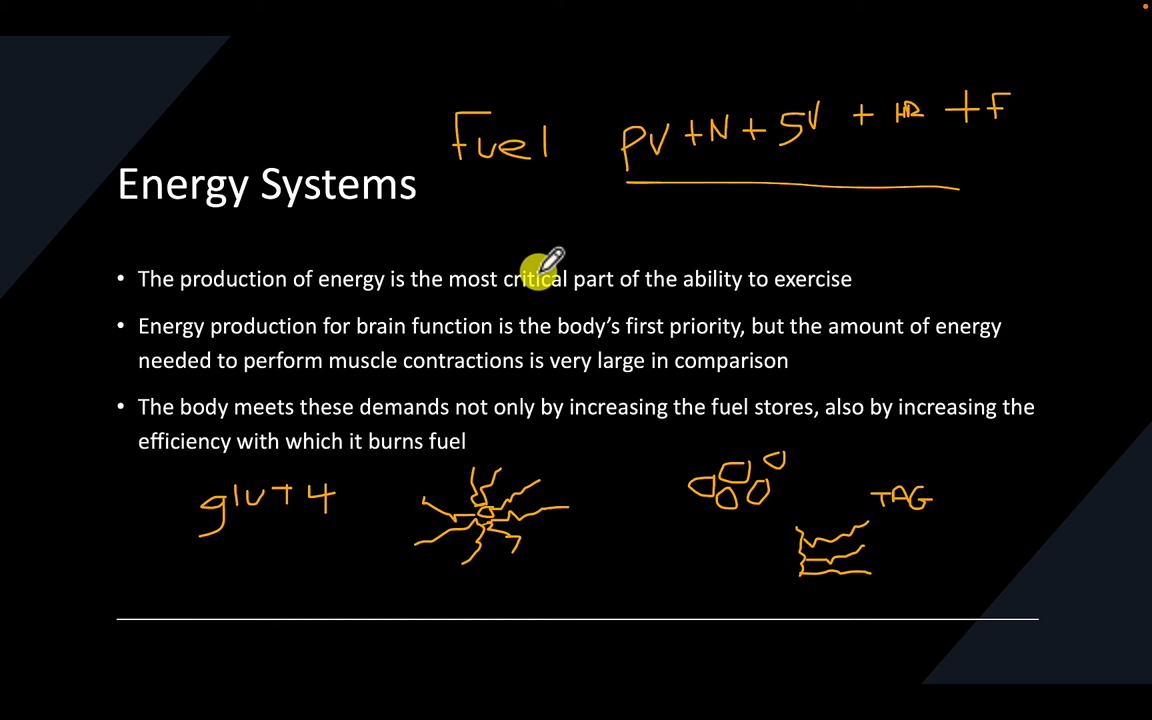 Fuel PV + N + SV + HR + F
Energy Systems
• The production of energy is the most critical part of the ability to exercise
• Energy production for brain function is the body's first priority, but the amount of energy
needed to perform muscle contractions is very large in comparison
• The body meets these demands not only by increasing the fuel stores, also by increasing the
efficiency with which it burns fuel
glut 4
TAG